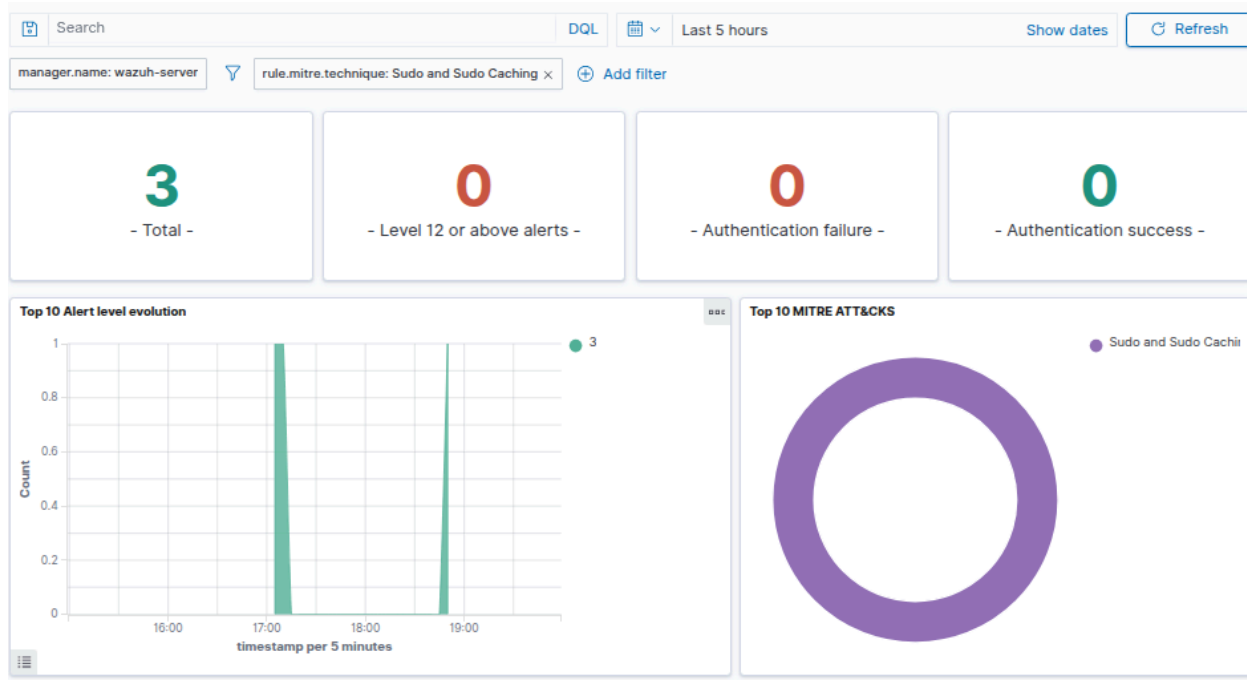 Search
DQL
Last 5 hours
Show dates
Refresh
manager.name: wazuh-server
rule.mitre.technique: Sudo and Sudo Caching ×
Add filter
3
- Total -
0
- Level 12 or above alerts -
0
- Authentication failure -
0
- Authentication success -
Top 10 Alert level evolution
3
Count
1
0.8
0.6
0.4
0.2
0
16:00
17:00
18:00
19:00
timestamp per 5 minutes
Top 10 MITRE ATT&CKS
Sudo and Sudo Cachi